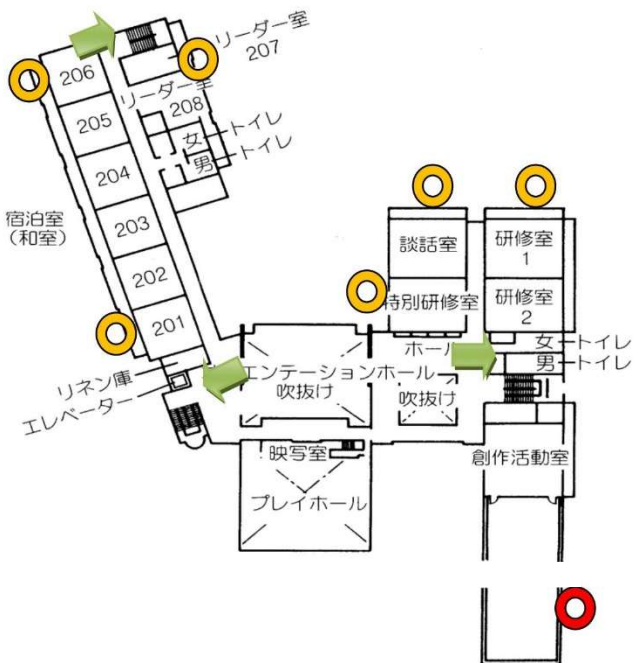 リーダー室
207
206
リーダー室
208
205
女
トイレ
男
トイレ
204
宿泊室
(和室)
203
202
201
リネン庫
エレベーター
談話室
研修室
1
特別研修室
研修室
2
ホール
女
トイレ
男
トイレ
エンテーションホール
吹抜け
吹抜け
映写室
創作活動室
プレイホール